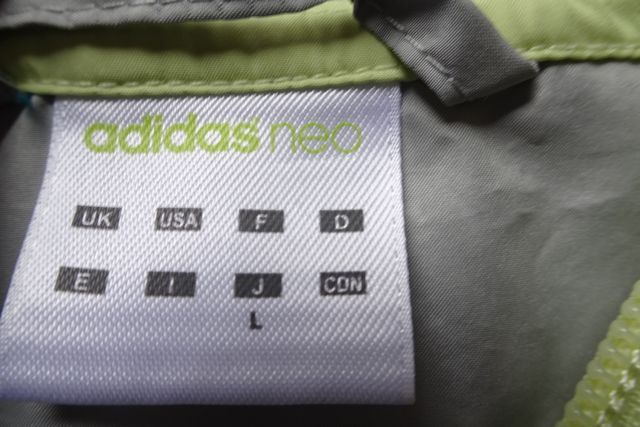 adidas neo
UK USA F D
E I J CDN
L